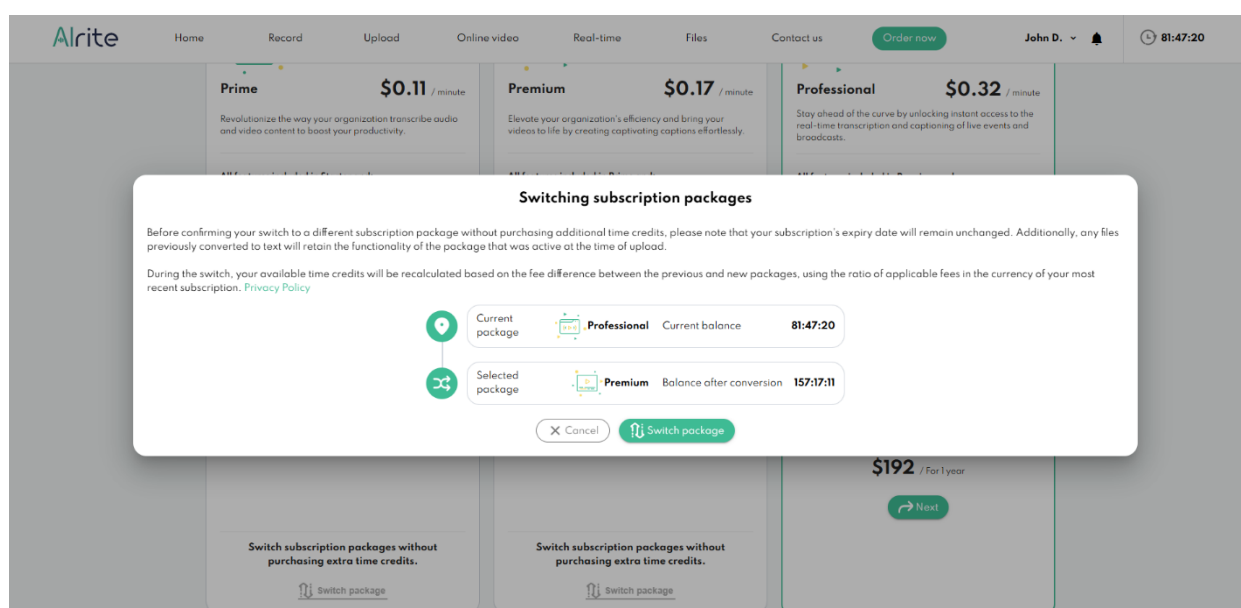 AIrite
Home Record Upload Online video Real-time Files Contact us Order now John D. 81:47:20
Prime $0.11 / minute
Revolutionize the way your organization transcribe audio
and video content to boost your productivity.
Premium $0.17 / minute
Elevate your organization's efficiency and bring your
videos to life by creating captivating captions effortlessly.
Professional $0.32 / minute
Stay ahead of the curve by unlocking instant access to the
real-time transcription and captioning of live events and
broadcasts.
Switching subscription packages
Before confirming your switch to a different subscription package without purchasing additional time credits, please note that your subscription's expiry date will remain unchanged. Additionally, any files
previously converted to text will retain the functionality of the package that was active at the time of upload.
During the switch, your available time credits will be recalculated based on the fee difference between the previous and new packages, using the ratio of applicable fees in the currency of your most
recent subscription. Privacy Policy
Current
package
Professional Current balance 81:47:20
Selected
package
Premium Balance after conversion 157:17:11
Cancel Switch package
$192 / For 1 year
Next
Switch subscription packages without
purchasing extra time credits.
Switch package
Switch subscription packages without
purchasing extra time credits.
Switch package